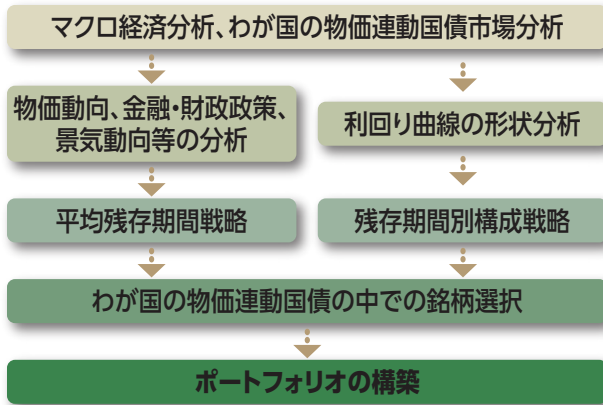 マクロ経済分析、わが国の物価連動国債市場分析
物価動向、金融・財政政策、
景気動向等の分析
利回り曲線の形状分析
平均残存期間戦略
残存期間別構成戦略
わが国の物価連動国債の中での銘柄選択
ポートフォリオの構築